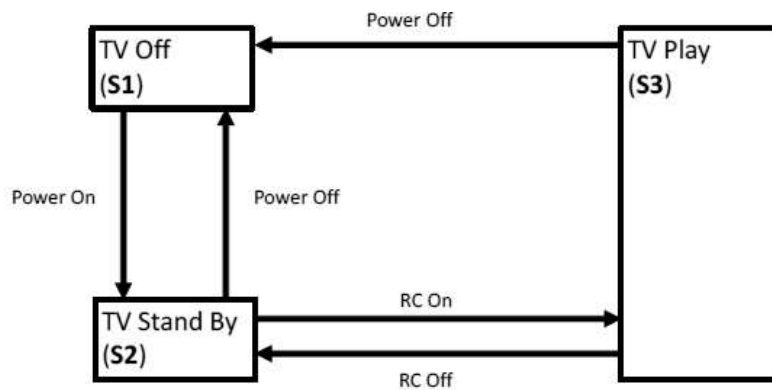 Power Off
TV Off
(S1)
TV Play
(S3)
Power On
Power Off
TV Stand By
(S2)
RC On
RC Off